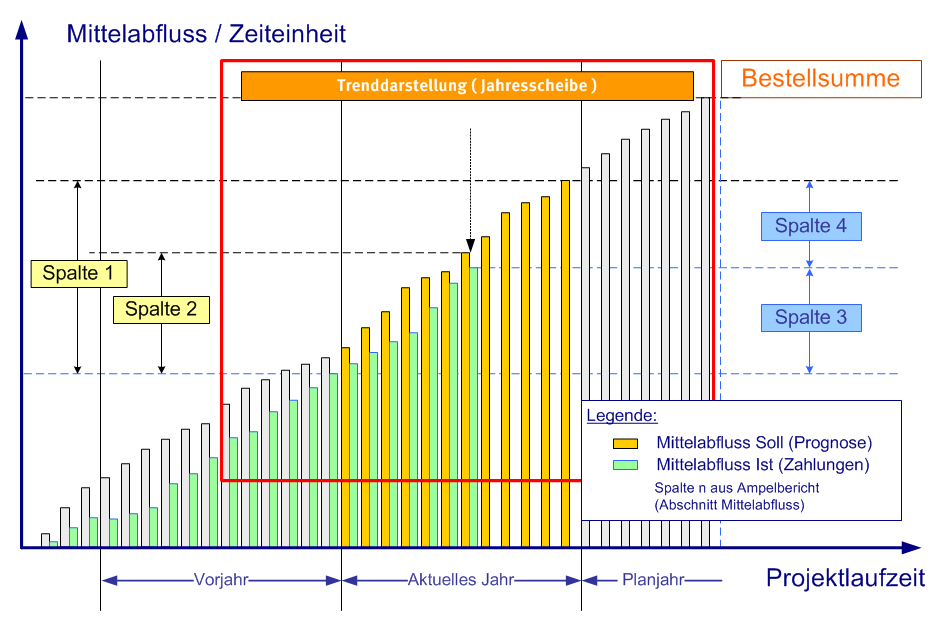 Mittelabfluss / Zeiteinheit
Trenddarstellung ( Jahresscheibe )
Bestellsumme
Spalte 4
Spalte 1
Spalte 2
Spalte 3
Legende:
Mittelabfluss Soll (Prognose)
Mittelabfluss Ist (Zahlungen)
Spalte n aus Ampelbericht
(Abschnitt Mittelabfluss)
Vorjahr
Aktuelles Jahr
Planjahr
Projektlaufzeit